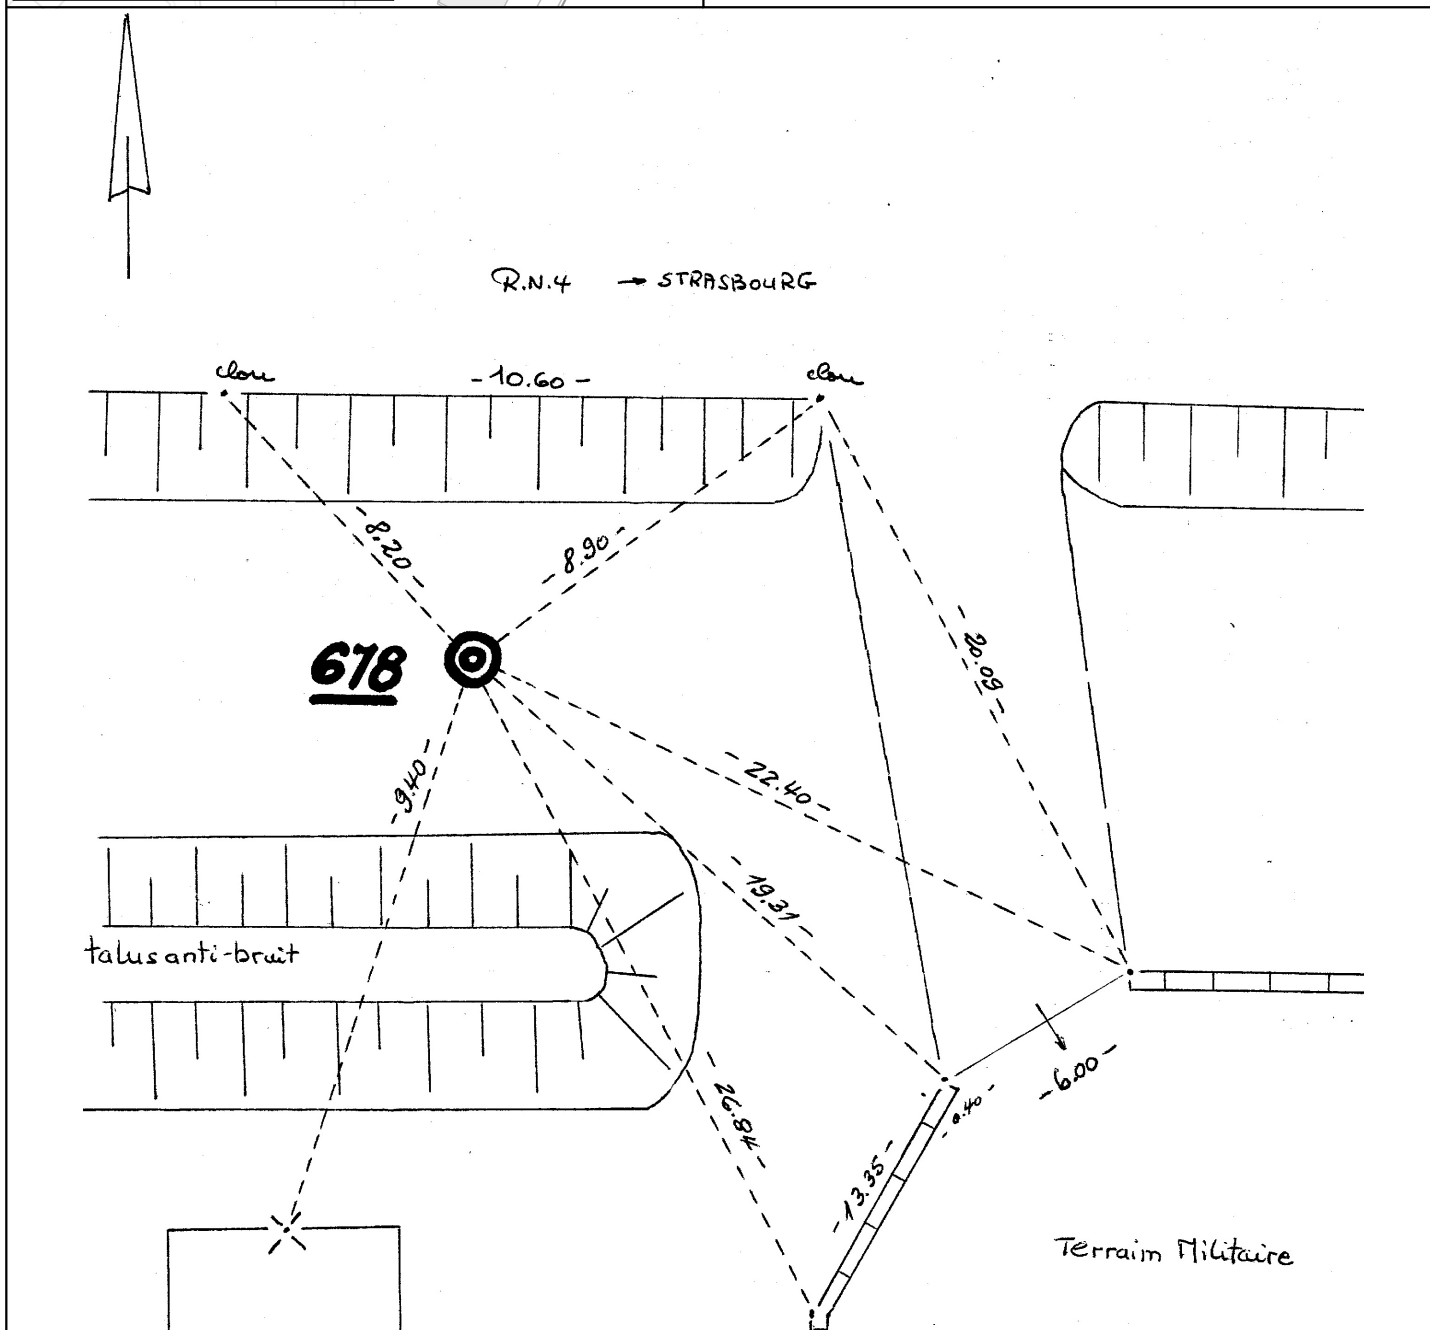 R.N.4 → STRASBOURG
clou
-10.60-
clou
-8.20-
-8.90-
678
-20.09-
-22.40-
-9.40-
-19.31-
talus anti-bruit
-26.84-
-6.00-
-0.40-
-13.35-
Terrain Militaire